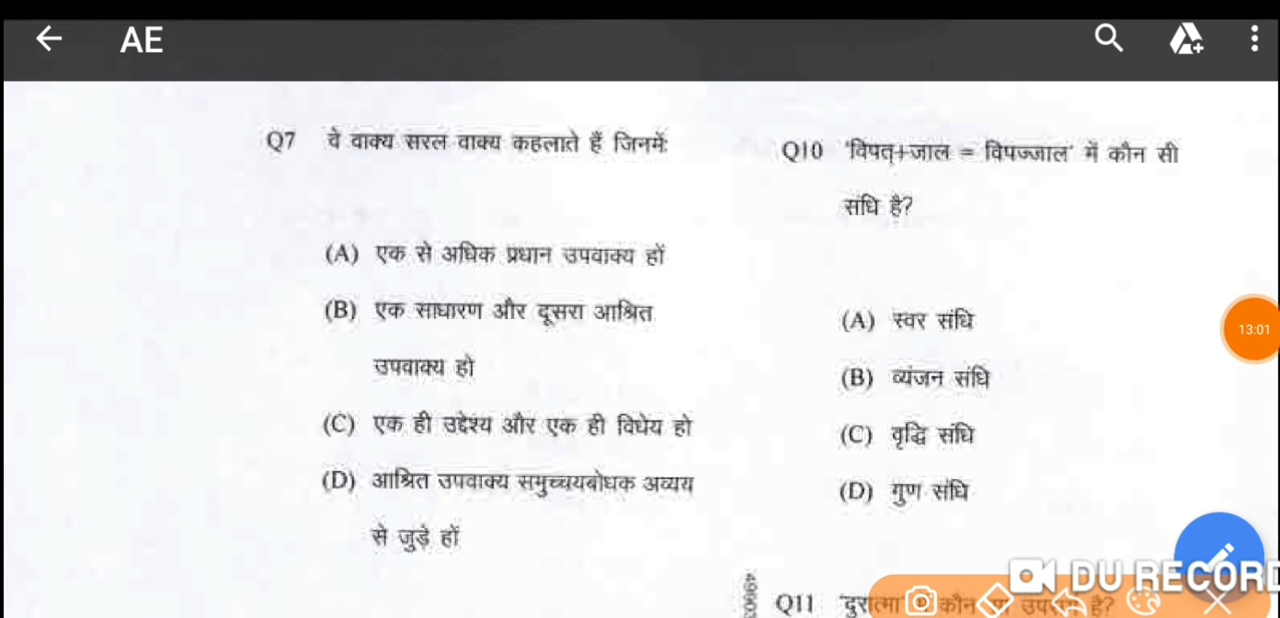 AE
Q7 वे वाक्य सरल वाक्य कहलाते हैं जिनमें:
(A) एक से अधिक प्रधान उपवाक्य हों
(B) एक साधारण और दूसरा आश्रित
उपवाक्य हो
(C) एक ही उद्देश्य और एक ही विधेय हो
(D) आश्रित उपवाक्य समुच्चयबोधक अव्यय
से जुड़े हों
Q10 'विपत्+जाल = विपज्जाल' में कौन सी
संधि है?
(A) स्वर संधि
(B) व्यंजन संधि
(C) वृद्धि संधि
(D) गुण संधि
13:01
DU RECORD
Q11 'दुरात्मा' कौन सा उपसर्ग है?